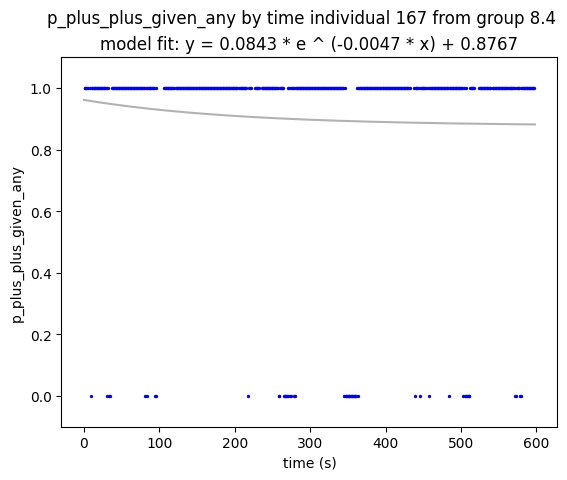 p_plus_plus_given_any by time individual 167 from group 8.4
model fit: y = 0.0843 * e ^ (-0.0047 * x) + 0.8767
1.0
0.8
0.6
0.4
0.2
0.0
p_plus_plus_given_any
0 100 200 300 400 500 600
time (s)